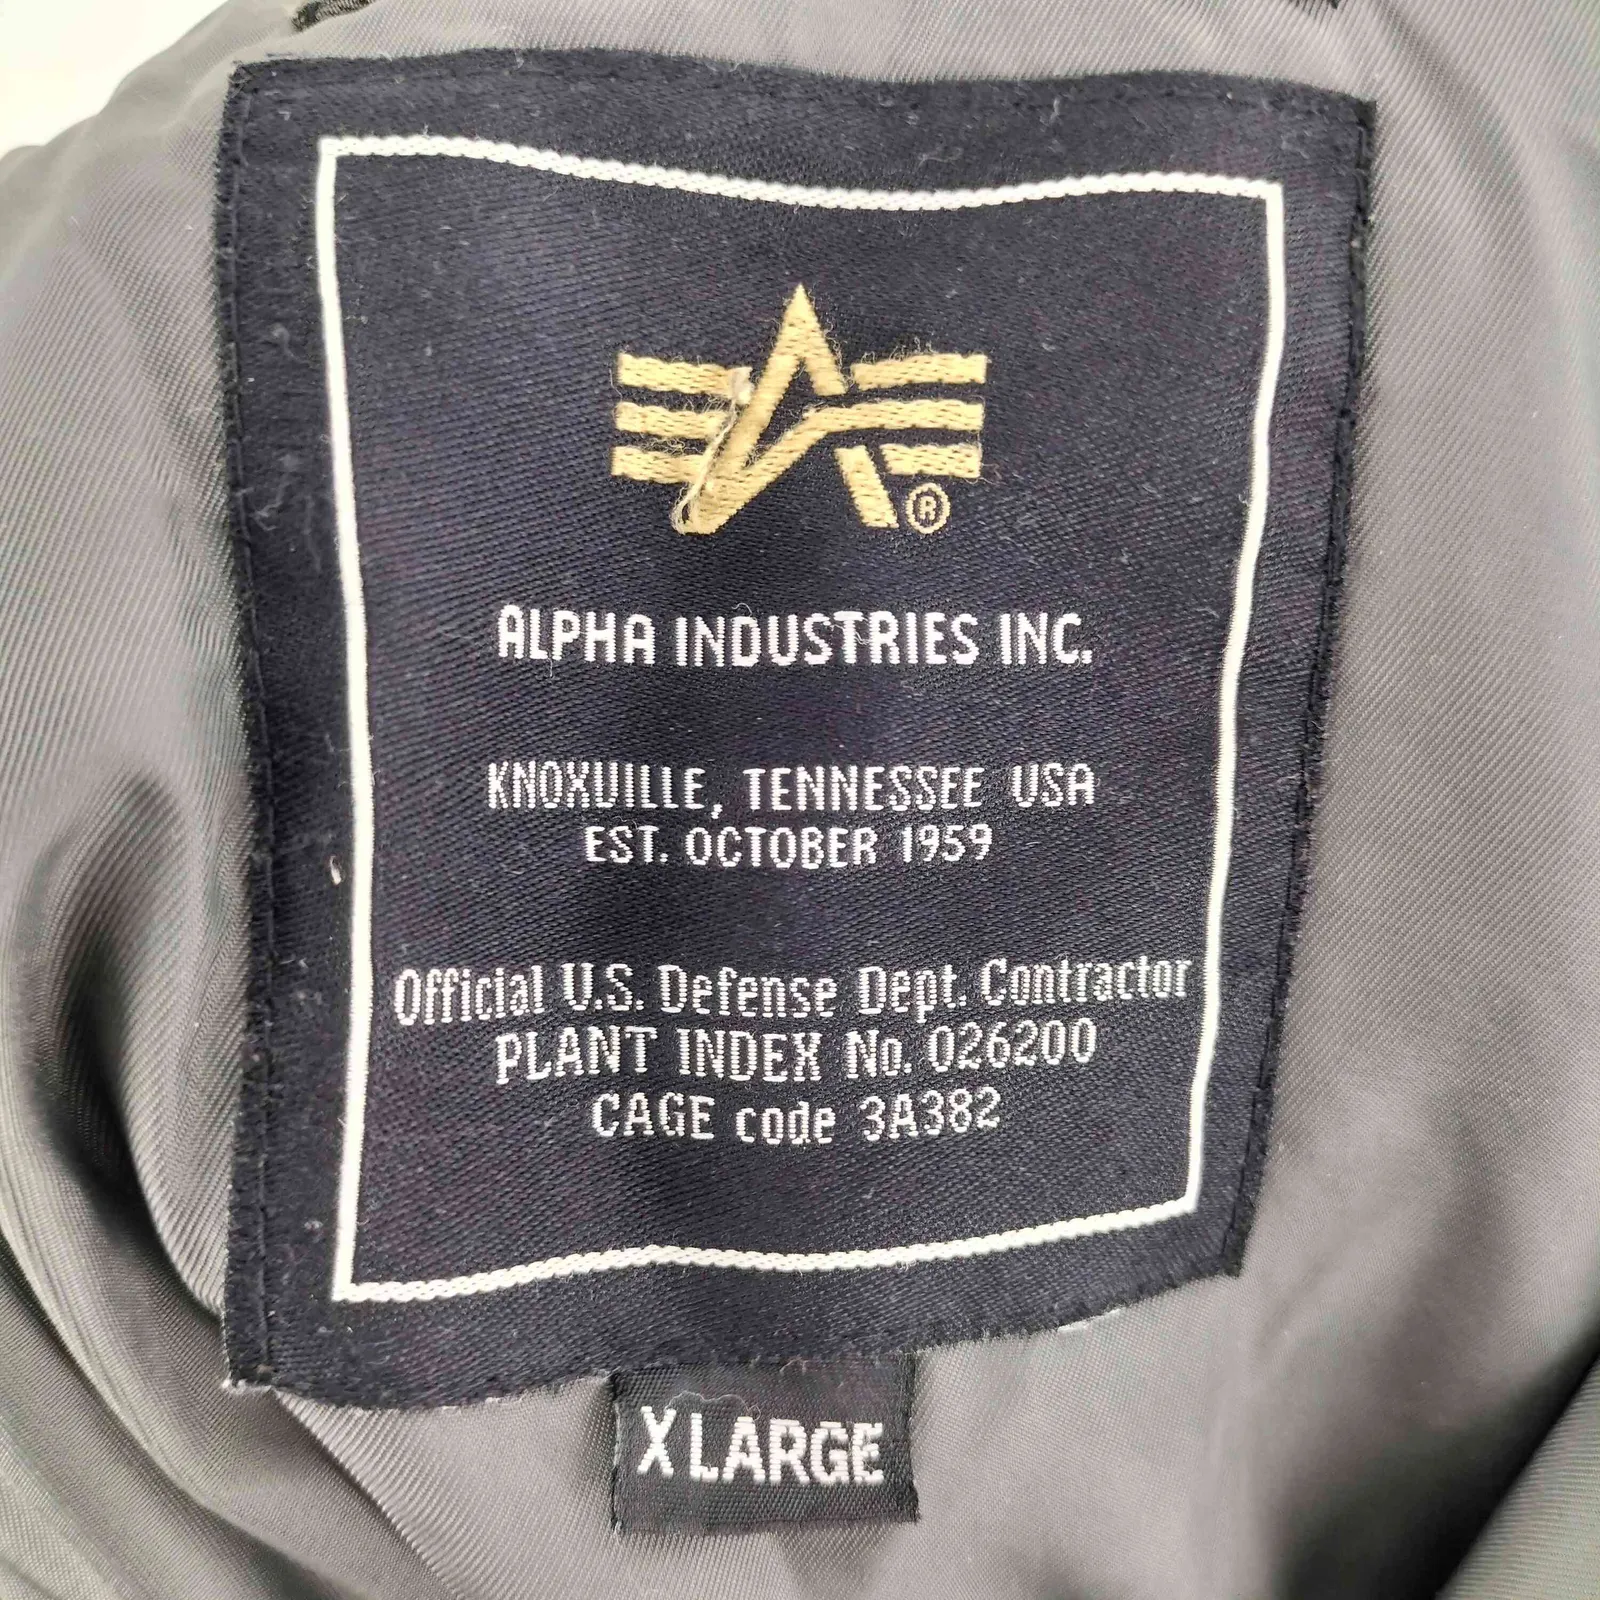 ®
ALPHA INDUSTRIES INC.
KNOXVILLE, TENNESSEE USA
EST. OCTOBER 1959
Official U.S. Defense Dept. Contractor
PLANT INDEX No. 026200
CAGE code 3A382
X LARGE